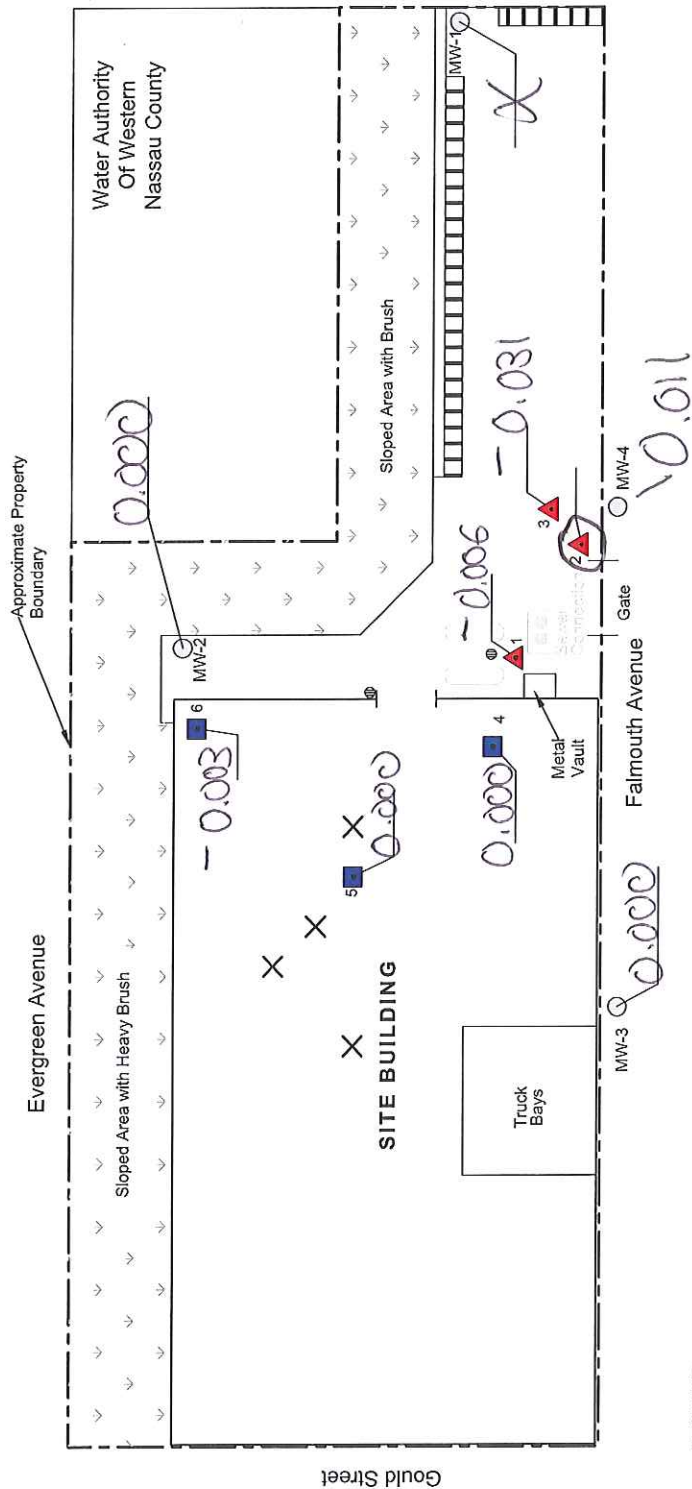 Evergreen Avenue
Approximate Property
Boundary
Sloped Area with Heavy Brush
0.000
MW-2
Water Authority
Of Western
Nassau County
Sloped Area with Brush
6
-0.003
5
0.000
4
0.000
SITE BUILDING
Truck
Bays
Metal
Vault
1
-0.006
Sewer
Connection
3
-0.031
2
MW-1
X
MW-3
0.000
MW-4
-0.011
Gate
Falmouth Avenue
Gould Street